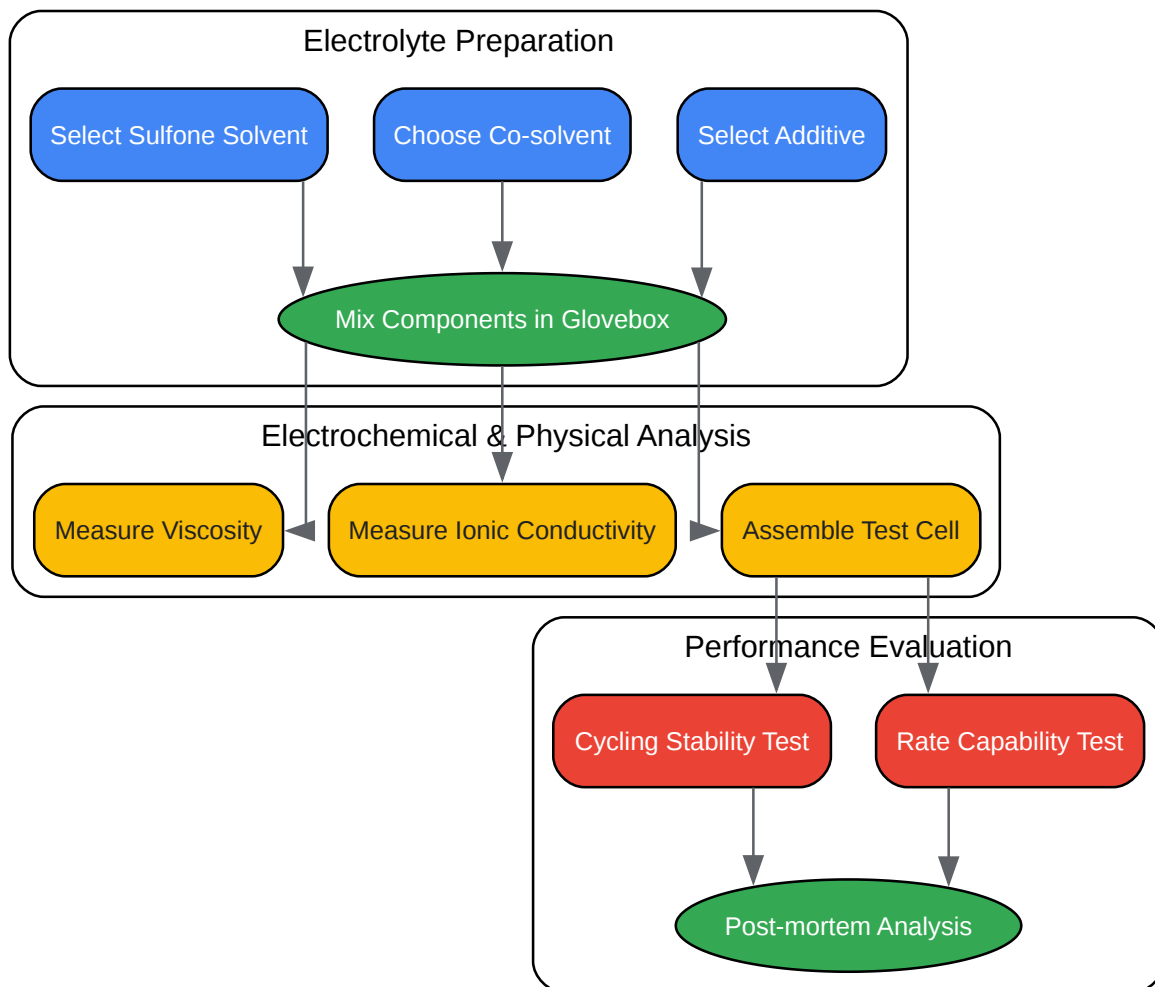 Electrolyte Preparation
Select Sulfone Solvent
Choose Co-solvent
Select Additive
Mix Components in Glovebox
Electrochemical & Physical Analysis
Measure Viscosity
Measure Ionic Conductivity
Assemble Test Cell
Performance Evaluation
Cycling Stability Test
Rate Capability Test
Post-mortem Analysis